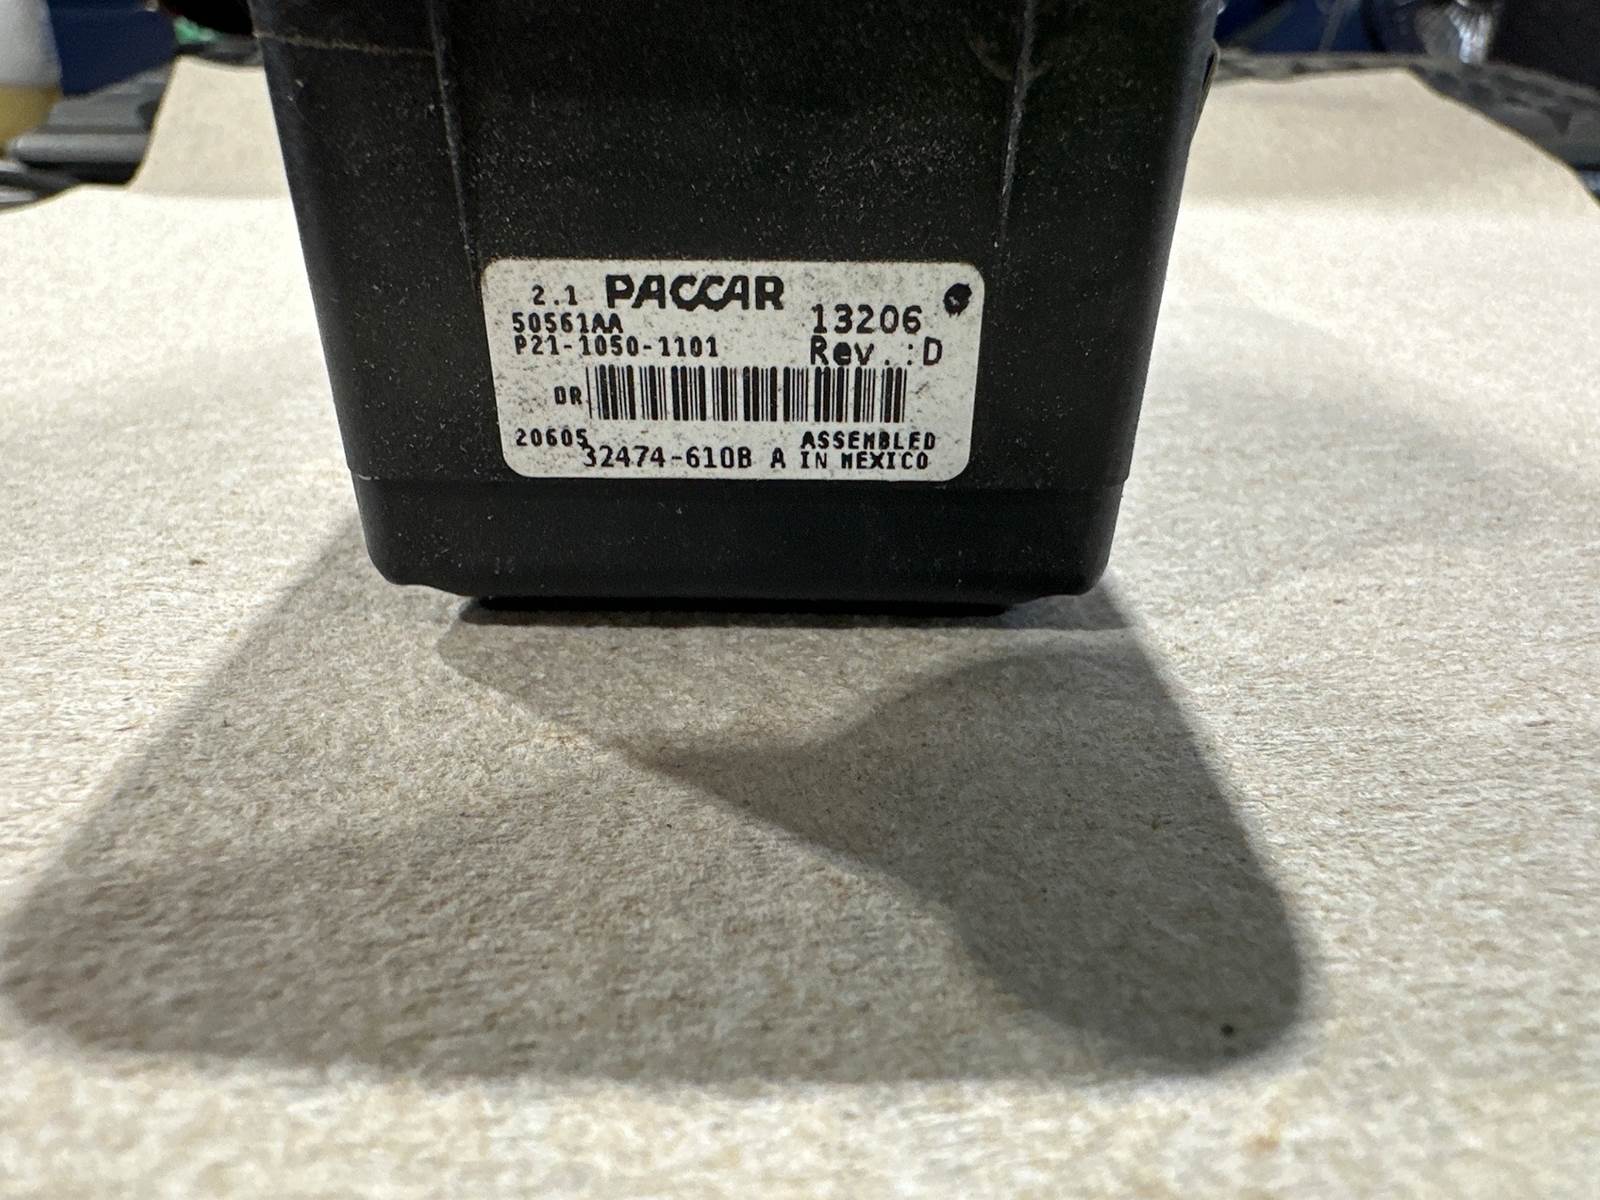 2.1 PACCAR
50561AA 13206
P21-1050-1101 Rev.:D
DR
20605 ASSEMBLED
32474-610B A IN MEXICO